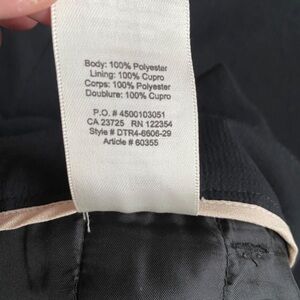 Body: 100% Polyester
Lining: 100% Cupro
Corps: 100% Polyester
Doublure: 100% Cupro
P.O. # 4500103051
CA 23725 RN 122354
Style # DTR4-6606-29
Article # 60355